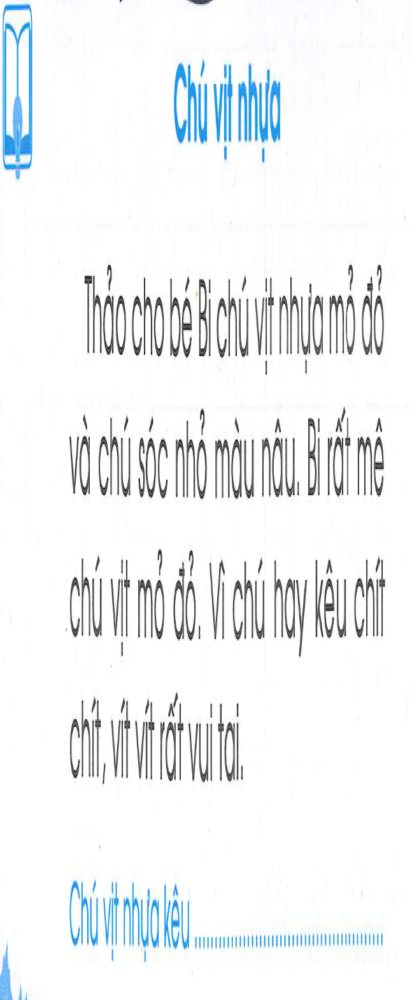 Chú vịt nhựa
Thảo cho bé Bi chú vịt nhựa mỏ đỏ
và chú sóc nhỏ màu nâu. Bi rất mê
chú vịt mỏ đỏ. Vì chú hay kêu chít
chít, vít vít rất vui tai.
Chú vịt nhựa kêu ................................................